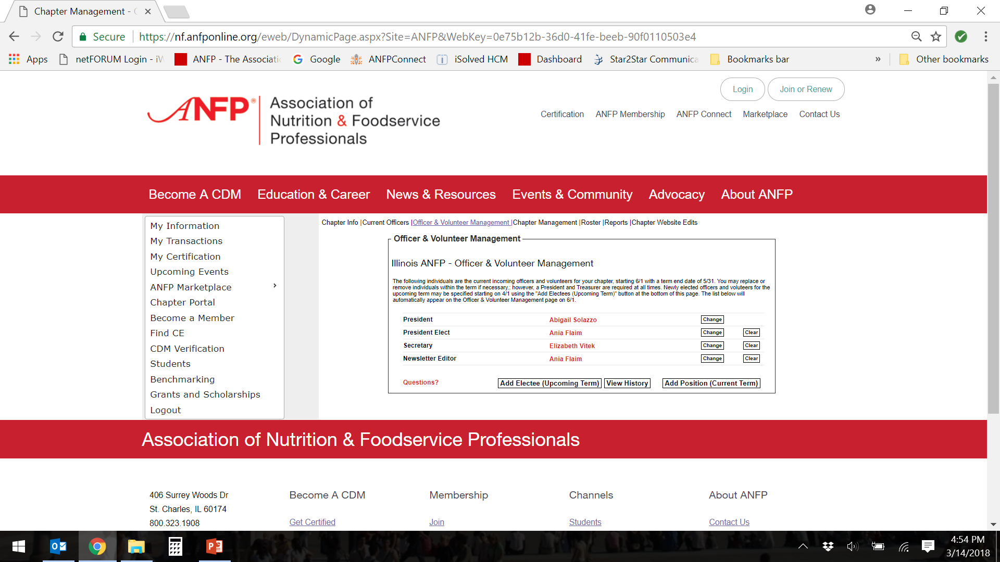 Chapter Management -
Secure https://nf.anfponline.org/eweb/DynamicPage.aspx?Site=ANFP&WebKey=0e75b12b-36d0-41fe-beeb-90f0110503e4
Apps netFORUM Login - iW ANFP - The Associatio Google ANFPConnect iSolved HCM Dashboard Star2Star Communica Bookmarks bar » Other bookmarks
Login Join or Renew
ANFP® Association of
Nutrition & Foodservice
Professionals
Certification ANFP Membership ANFP Connect Marketplace Contact Us
Become A CDM Education & Career News & Resources Events & Community Advocacy About ANFP
My Information
My Transactions
My Certification
Upcoming Events
ANFP Marketplace
Chapter Portal
Become a Member
Find CE
CDM Verification
Students
Benchmarking
Grants and Scholarships
Logout
Chapter Info |Current Officers |Officer & Volunteer Management |Chapter Management |Roster |Reports |Chapter Website Edits
Officer & Volunteer Management
Illinois ANFP - Officer & Volunteer Management
The following individuals are the current incoming officers and volunteers for your chapter, starting 6/1 with a term end date of 5/31. You may replace or
remove individuals within the term if necessary,; however, a President and Treasurer are required at all times. Newly elected officers and voluteers for the
upcoming term may be specified starting on 4/1 using the "Add Electees (Upcoming Term)" button at the bottom of this page. The list below will
automatically appear on the Officer & Volunteer Management page on 6/1.
President Abigail Solazzo Change
President Elect Ania Flaim Change Clear
Secretary Elizabeth Vitek Change Clear
Newsletter Editor Ania Flaim Change Clear
Questions? Add Electee (Upcoming Term) View History Add Position (Current Term)
Association of Nutrition & Foodservice Professionals
406 Surrey Woods Dr
St. Charles, IL 60174
800.323.1908
Become A CDM
Get Certified
Membership
Join
Channels
Students
About ANFP
Contact Us
4:54 PM
3/14/2018